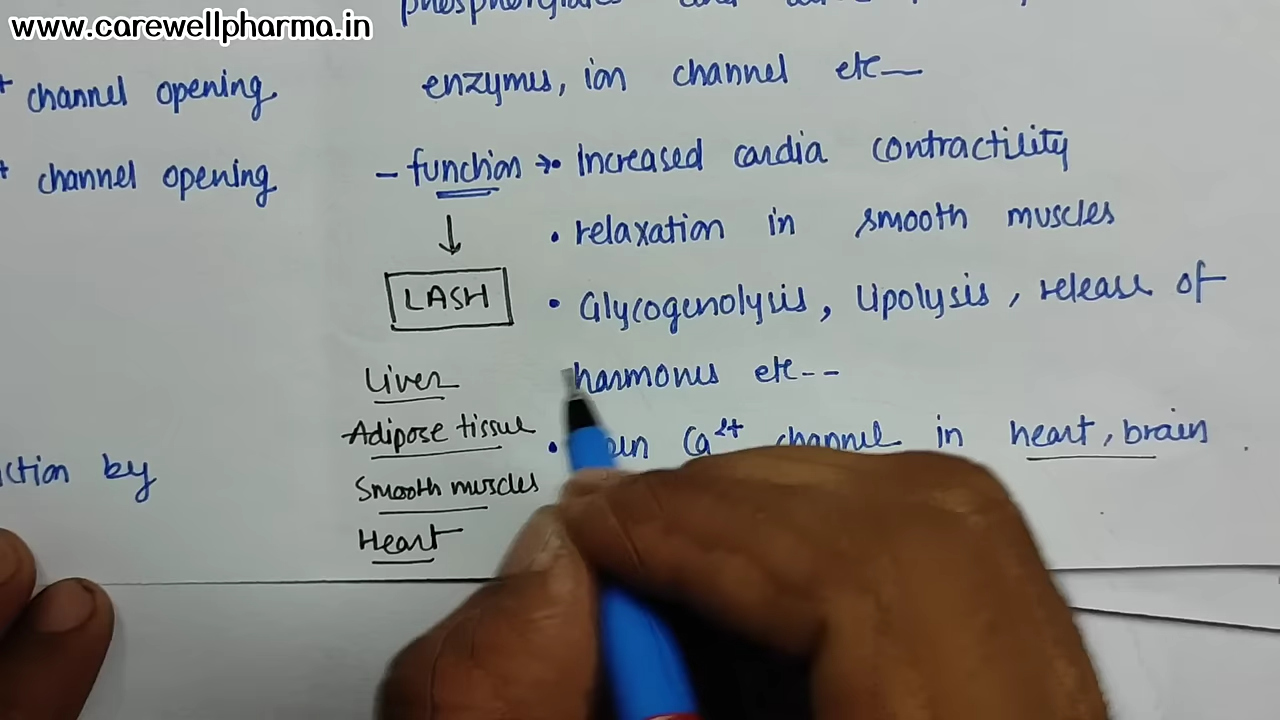 www.carewellpharma.in
channel opening
enzymes, ion channel etc
channel opening
- function → • Increased cardia contractility
• relaxation in smooth muscles
LASH
• Glycogenolysis, Lipolysis, release of
Liver
harmones etc--
Adipose tissue
• Ca2+ channel in heart, brain
ction by
Smooth muscles
Heart